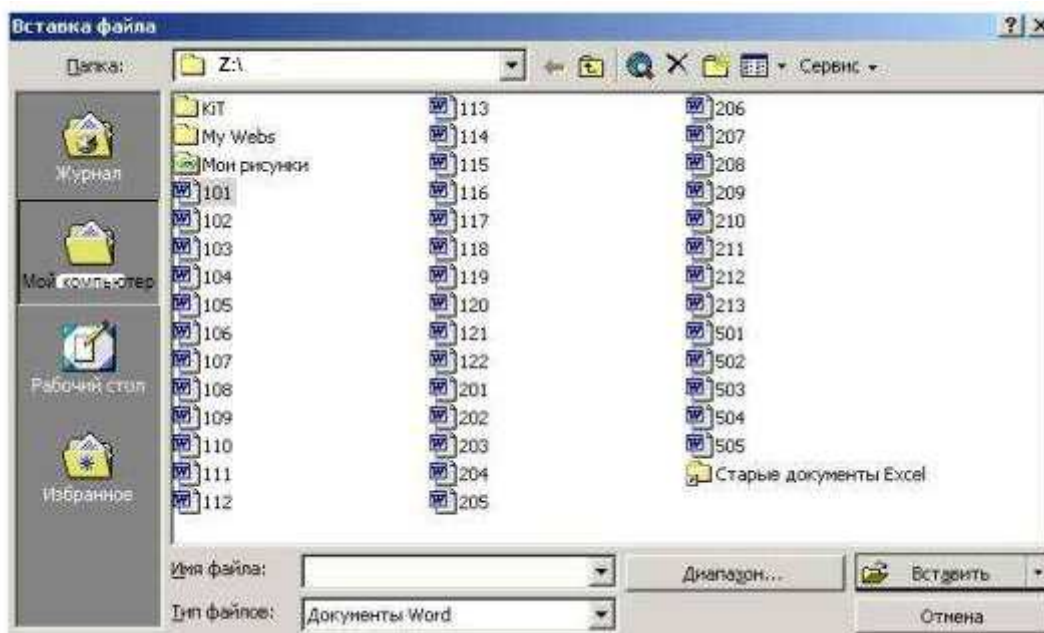 Вставка файла
Папка:
Z:\
Сервис
Журнал
Мой компьютер
Рабочий стол
Избранное
KiT
My Webs
Мои рисунки
101
102
103
104
105
106
107
108
109
110
111
112
113
114
115
116
117
118
119
120
121
122
201
202
203
204
205
206
207
208
209
210
211
212
213
501
502
503
504
505
Старые документы Excel
Имя файла:
Диапазон...
Вставить
Тип файлов:
Документы Word
Отмена